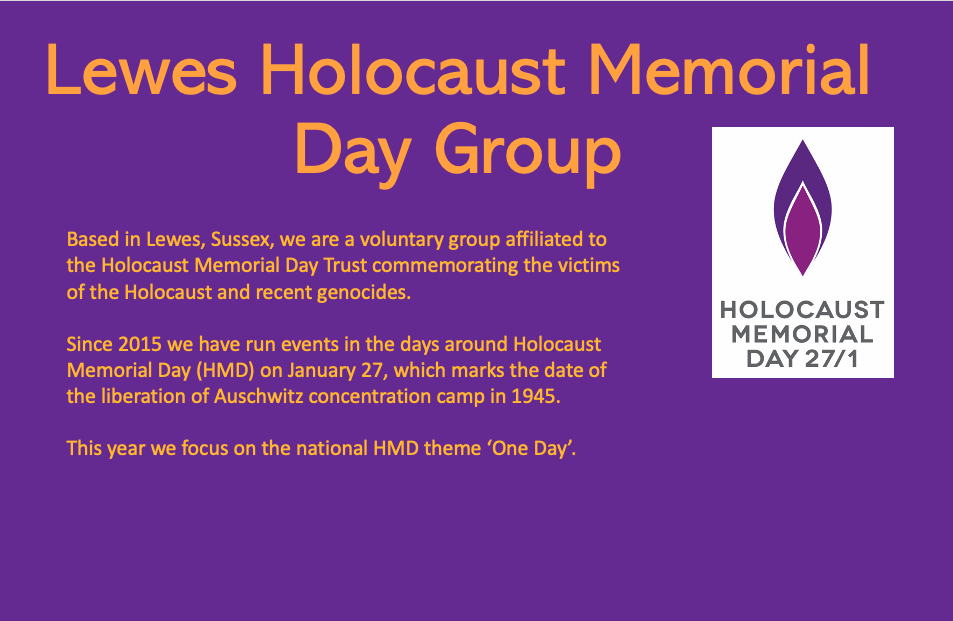 Lewes Holocaust Memorial
Day Group
Based in Lewes, Sussex, we are a voluntary group affiliated to
the Holocaust Memorial Day Trust commemorating the victims
of the Holocaust and recent genocides.
Since 2015 we have run events in the days around Holocaust
Memorial Day (HMD) on January 27, which marks the date of
the liberation of Auschwitz concentration camp in 1945.
This year we focus on the national HMD theme ‘One Day’.
HOLOCAUST
MEMORIAL
DAY 27/1